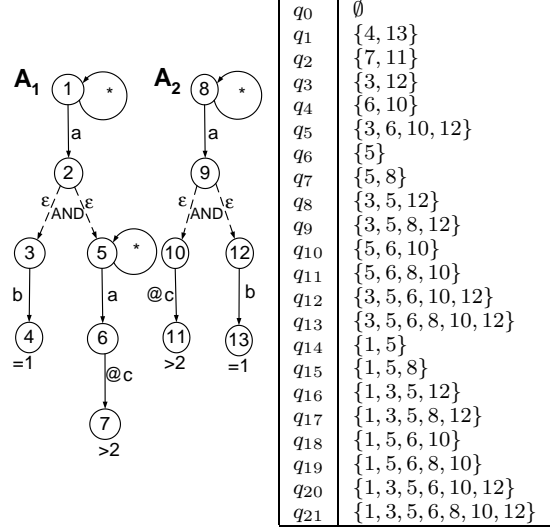 A1
1
*
a
2
ε
AND
ε
3
5
*
b
a
4
=1
6
@c
7
>2
A2
8
*
a
9
ε
AND
ε
10
12
@c
b
11
>2
13
=1
q0 ∅
q1 {4, 13}
q2 {7, 11}
q3 {3, 12}
q4 {6, 10}
q5 {3, 6, 10, 12}
q6 {5}
q7 {5, 8}
q8 {3, 5, 12}
q9 {3, 5, 8, 12}
q10 {5, 6, 10}
q11 {5, 6, 8, 10}
q12 {3, 5, 6, 10, 12}
q13 {3, 5, 6, 8, 10, 12}
q14 {1, 5}
q15 {1, 5, 8}
q16 {1, 3, 5, 12}
q17 {1, 3, 5, 8, 12}
q18 {1, 5, 6, 10}
q19 {1, 5, 6, 8, 10}
q20 {1, 3, 5, 6, 10, 12}
q21 {1, 3, 5, 6, 8, 10, 12}